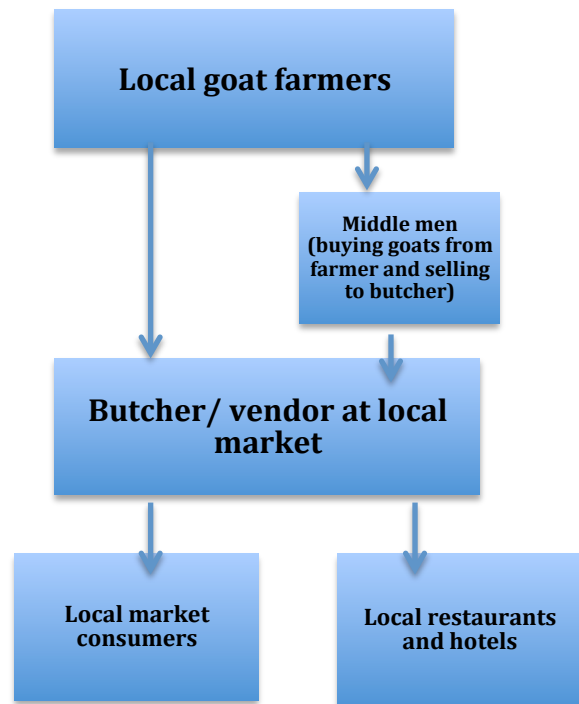 Local goat farmers
Middle men
(buying goats from
farmer and selling
to butcher)
Butcher/ vendor at local
market
Local market
consumers
Local restaurants
and hotels